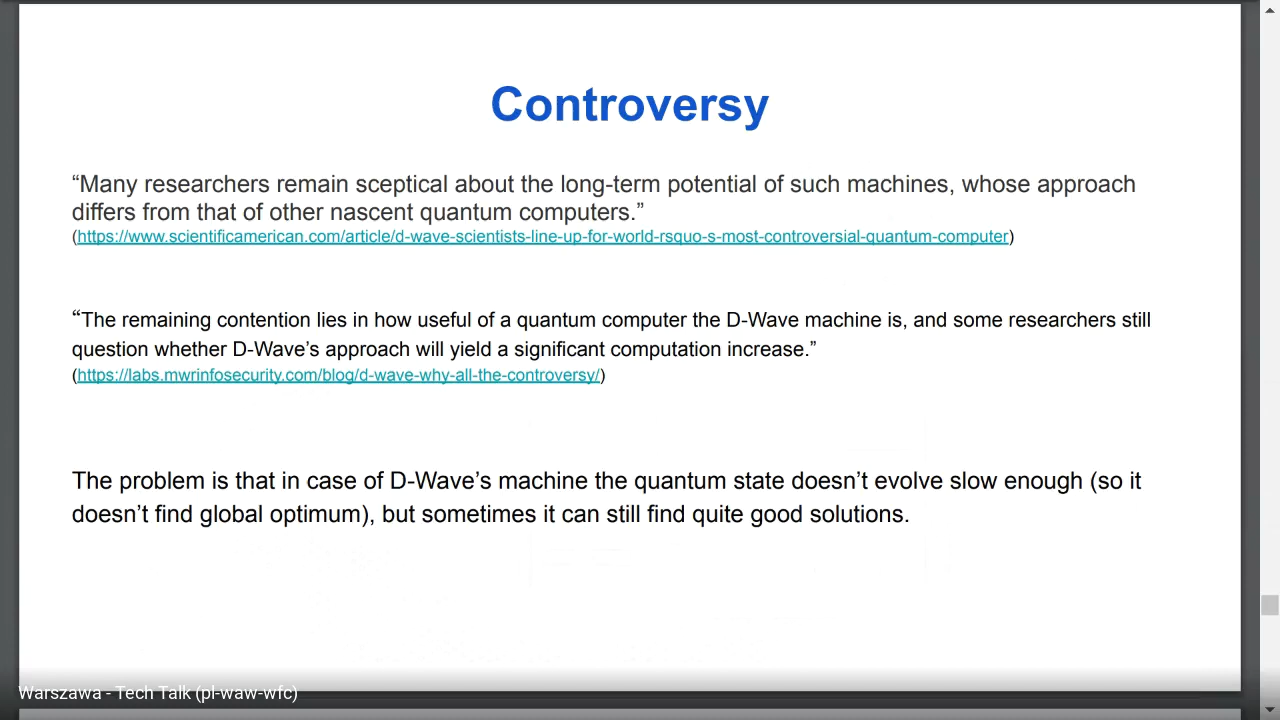 Controversy
“Many researchers remain sceptical about the long-term potential of such machines, whose approach
differs from that of other nascent quantum computers.”
(https://www.scientificamerican.com/article/d-wave-scientists-line-up-for-world-rsquo-s-most-controversial-quantum-computer)
“The remaining contention lies in how useful of a quantum computer the D-Wave machine is, and some researchers still
question whether D-Wave’s approach will yield a significant computation increase.”
(https://labs.mwrinfosecurity.com/blog/d-wave-why-all-the-controversy/)
The problem is that in case of D-Wave’s machine the quantum state doesn’t evolve slow enough (so it
doesn’t find global optimum), but sometimes it can still find quite good solutions.
Warszawa - Tech Talk (pl-waw-wfc)